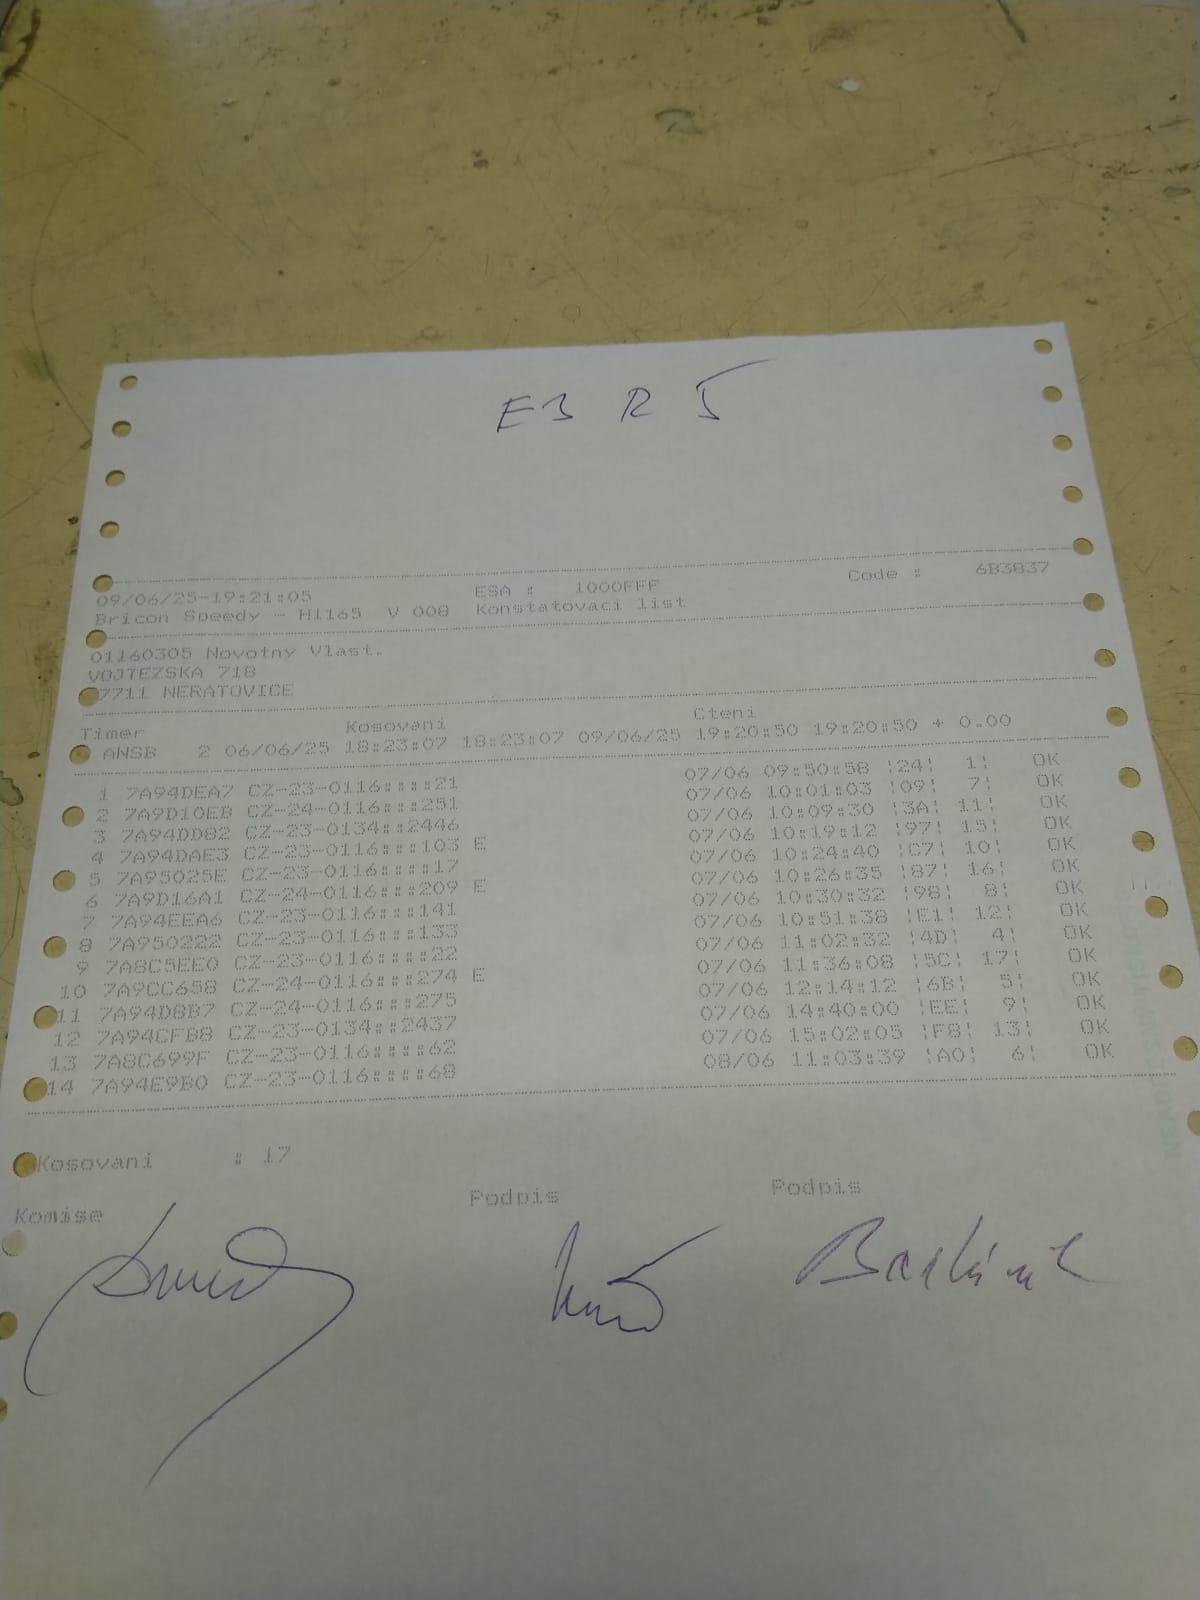 E3 R 5
09/06/25-19:21:05 ESA : 1000FFF Code : 6B3837
Bricon Speedy - H1165 V 008 Konstatovaci list
01160305 Novotny Vlast.
VOJTEZSKA 718
7711 NERATOVICE
Timer Kosovani Cteni
ANSB 2 06/06/25 18:23:07 18:23:07 09/06/25 19:20:50 19:20:50 + 0.00
1 7A94DEA7 CZ-23-0116::::21 07/06 09:50:58 ¦24¦ 1¦ OK
2 7A9D10EB CZ-24-0116:::251 07/06 10:01:03 ¦09¦ 7¦ OK
3 7A94DD82 CZ-23-0134::2446 07/06 10:09:30 ¦3A¦ 11¦ OK
4 7A94DAE3 CZ-23-0116:::103 E 07/06 10:19:12 ¦97¦ 15¦ OK
5 7A95025E CZ-23-0116::::17 07/06 10:24:40 ¦C7¦ 10¦ OK
6 7A9D16A1 CZ-24-0116:::209 E 07/06 10:26:35 ¦87¦ 16¦ OK
7 7A94EEA6 CZ-23-0116:::141 07/06 10:30:32 ¦98¦ 8¦ OK
8 7A950222 CZ-23-0116:::133 07/06 10:51:38 ¦E1¦ 12¦ OK
9 7A8C5EE0 CZ-23-0116::::22 07/06 11:02:32 ¦4D¦ 4¦ OK
10 7A9CC658 CZ-24-0116:::274 E 07/06 11:36:08 ¦5C¦ 17¦ OK
11 7A94D8B7 CZ-24-0116:::275 07/06 12:14:12 ¦6B¦ 5¦ OK
12 7A94CFB8 CZ-23-0134::2437 07/06 14:40:00 ¦EE¦ 9¦ OK
13 7A8C699F CZ-23-0116::::62 07/06 15:02:05 ¦F8¦ 13¦ OK
14 7A94E9B0 CZ-23-0116::::68 08/06 11:03:39 ¦A0¦ 6¦ OK
Kosovani : 17
Komise Podpis Podpis